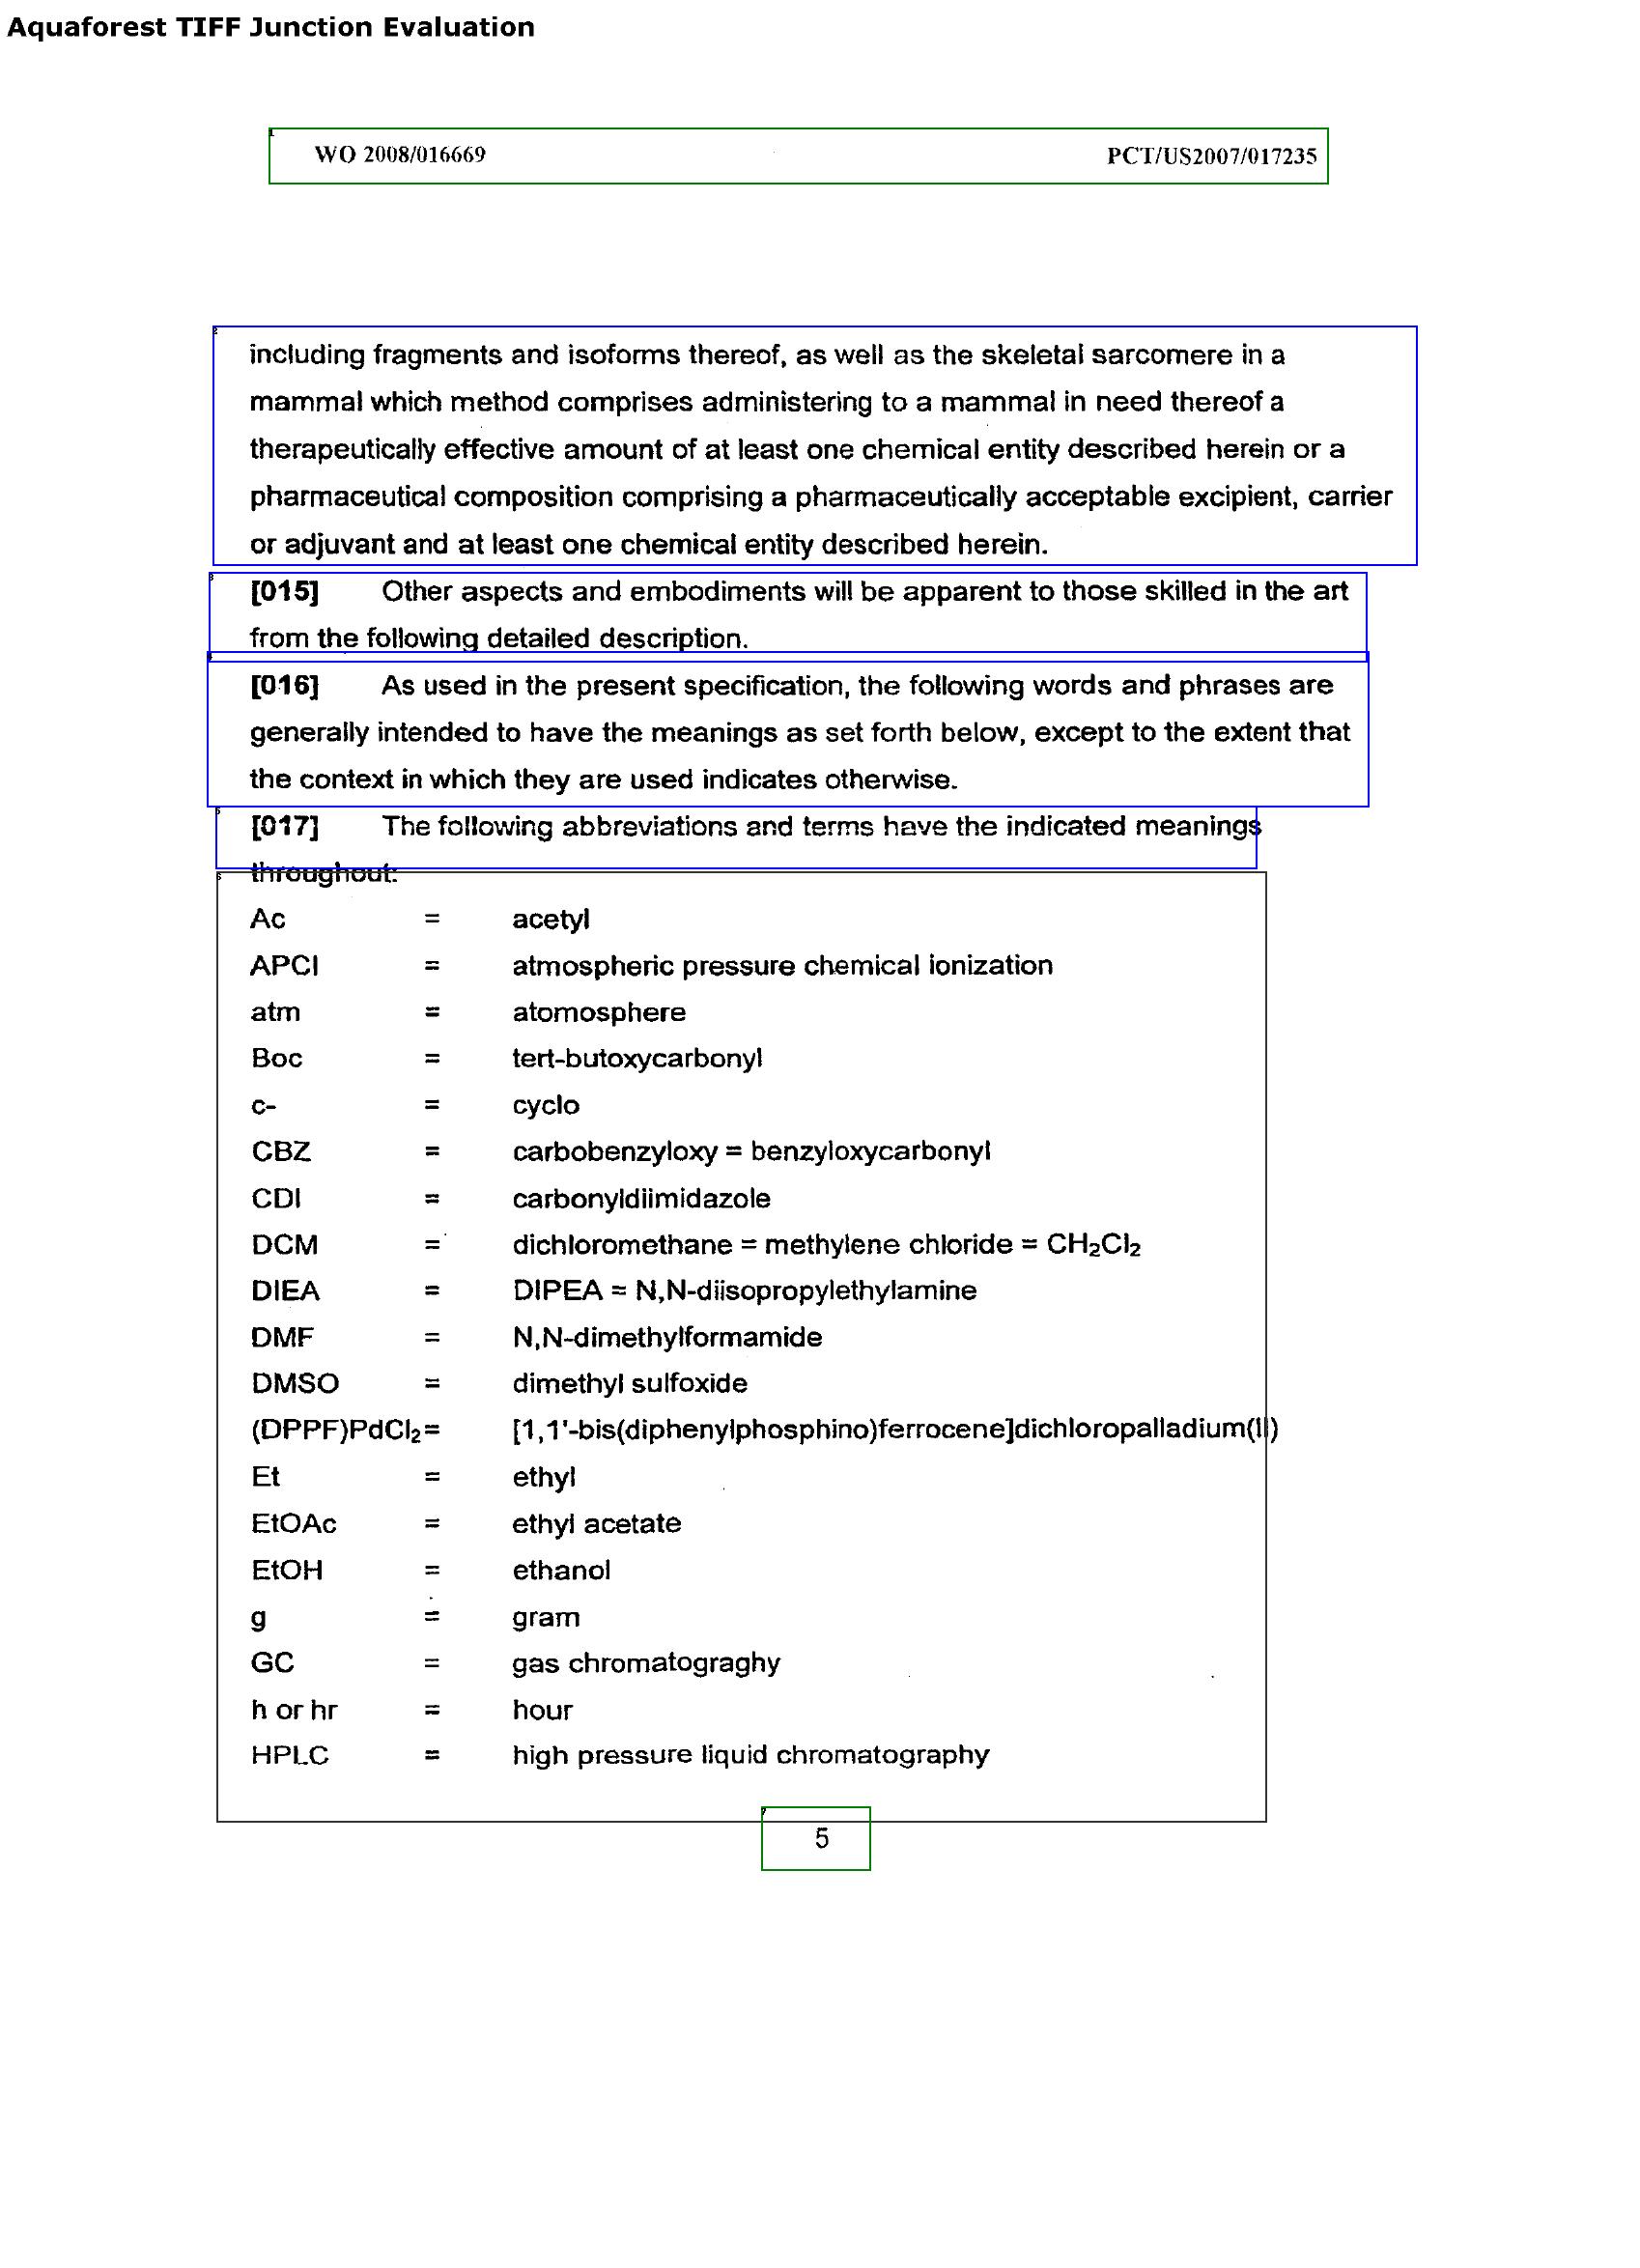 Aquaforest TIFF Junction Evaluation
WO 2008/016669 PCT/US2007/017235
including fragments and isoforms thereof, as well as the skeletal sarcomere in a
mammal which method comprises administering to a mammal in need thereof a
therapeutically effective amount of at least one chemical entity described herein or a
pharmaceutical composition comprising a pharmaceutically acceptable excipient, carrier
or adjuvant and at least one chemical entity described herein.
[015] Other aspects and embodiments will be apparent to those skilled in the art
from the following detailed description.
[016] As used in the present specification, the following words and phrases are
generally intended to have the meanings as set forth below, except to the extent that
the context in which they are used indicates otherwise.
[017] The following abbreviations and terms have the indicated meanings
throughout:
Ac = acetyl
APCI = atmospheric pressure chemical ionization
atm = atomosphere
Boc = tert-butoxycarbonyl
c- = cyclo
CBZ = carbobenzyloxy = benzyloxycarbonyl
CDI = carbonyldiimidazole
DCM = dichloromethane = methylene chloride = CH₂Cl₂
DIEA = DIPEA = N,N-diisopropylethylamine
DMF = N,N-dimethylformamide
DMSO = dimethyl sulfoxide
(DPPF)PdCl₂ = [1,1'-bis(diphenylphosphino)ferrocene]dichloropalladium(II)
Et = ethyl
EtOAc = ethyl acetate
EtOH = ethanol
g = gram
GC = gas chromatograghy
h or hr = hour
HPLC = high pressure liquid chromatography
5